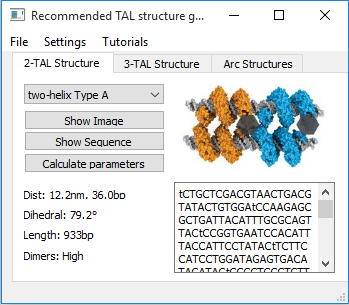 Recommended TAL structure g...
File Settings Tutorials
2-TAL Structure 3-TAL Structure Arc Structures
two-helix Type A
Show Image
Show Sequence
Calculate parameters
Dist: 12.2nm. 36.0bp
Dihedral: 79.2°
Length: 933bp
Dimers: High
tCTGCTCGACGTAACTGACG
TATACTGTGGAtCCAAGAGC
GCTGATTACATTTGCGCAGT
TACtCCGGTGAATCCACATT
TACCATTCCTATACtTCTTC
CATCCTGGATAGAGTGACA